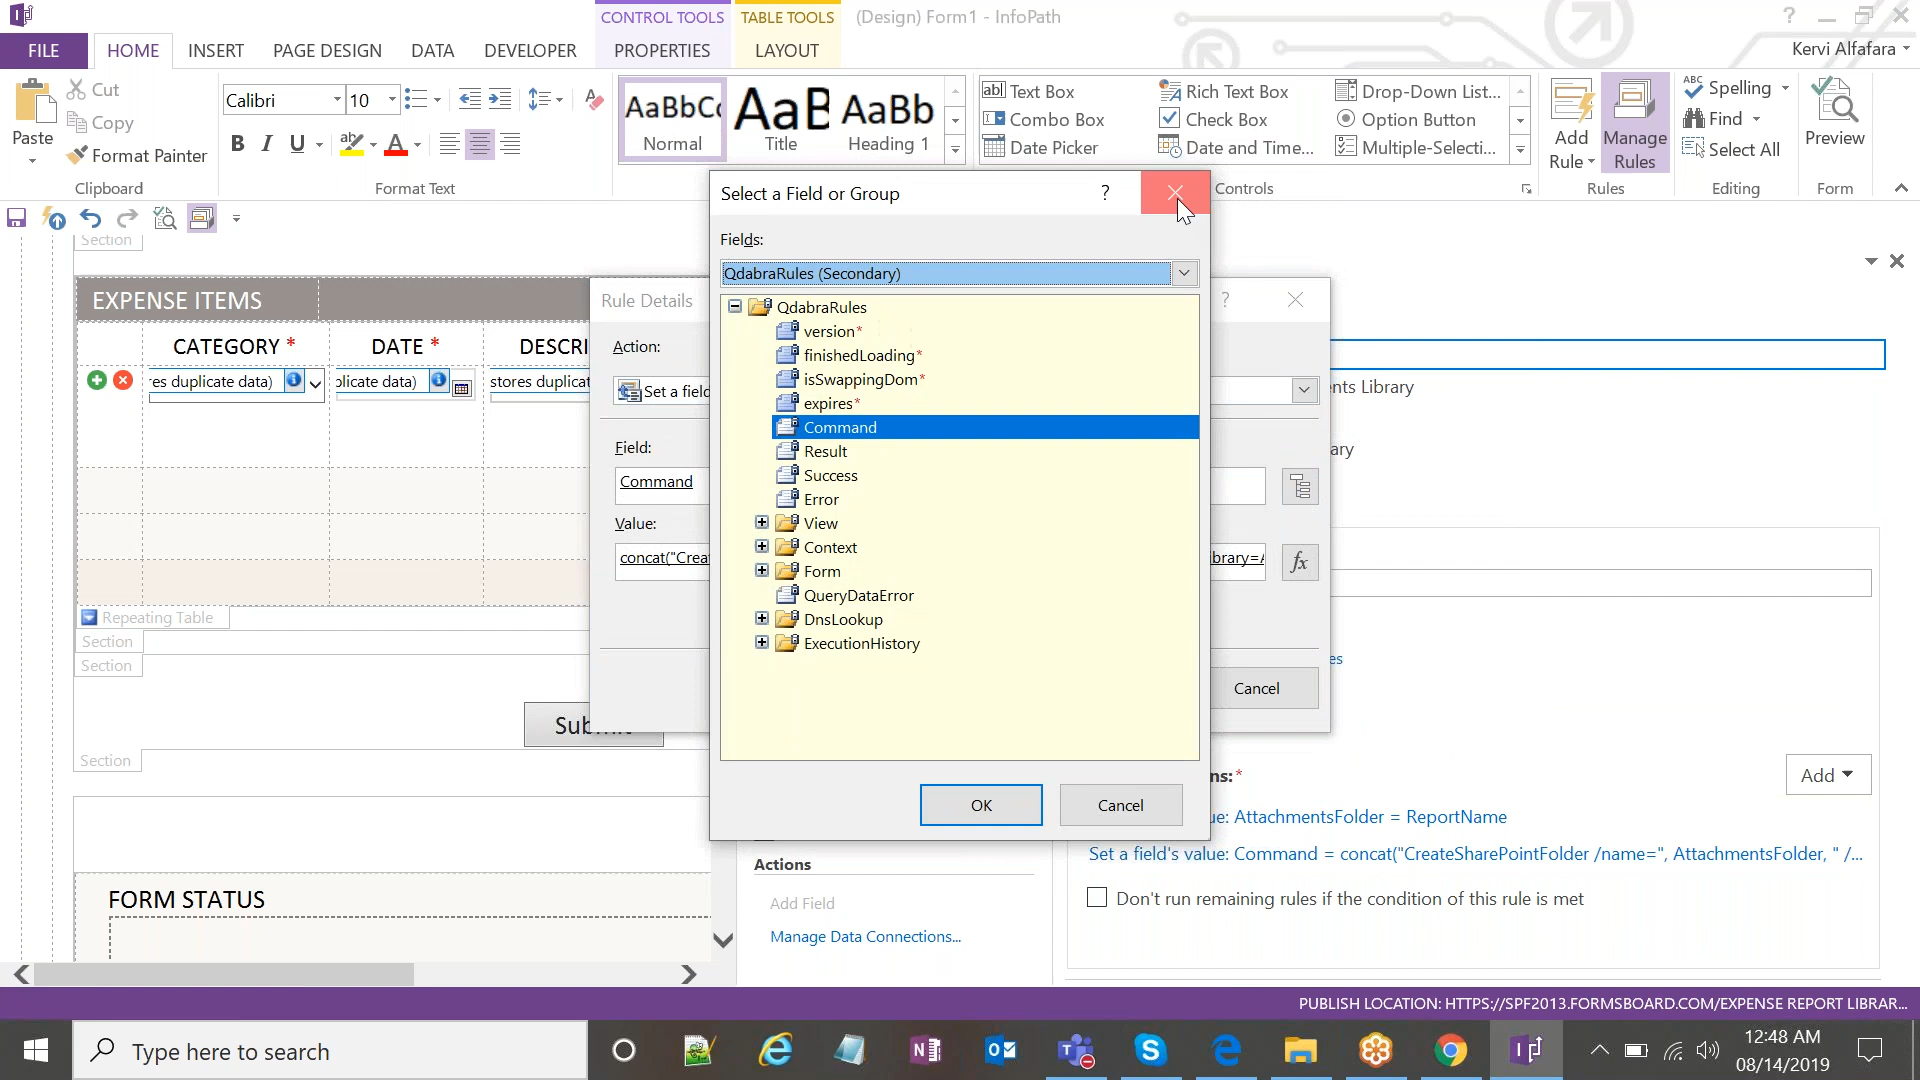 CONTROL TOOLS
TABLE TOOLS
(Design) Form1 - InfoPath
?
FILE
HOME
INSERT
PAGE DESIGN
DATA
DEVELOPER
PROPERTIES
LAYOUT
Kervi Alfafara
Paste
Cut
Copy
Format Painter
Clipboard
Calibri
10
B I U
A
Format Text
AaBbCc
Normal
AaB
Title
AaBb
Heading 1
Text Box
Combo Box
Date Picker
Rich Text Box
Check Box
Date and Time...
Drop-Down List...
Option Button
Multiple-Selecti...
Controls
Add
Rule
Manage
Rules
Rules
ABC
Spelling
Find
Select All
Editing
Preview
Form
Section
EXPENSE ITEMS
CATEGORY *
DATE *
DESCRI
res duplicate data)
plicate data)
stores duplicat
Repeating Table
Section
Section
Section
FORM STATUS
Rule Details
?
Action:
Set a field
Field:
Command
Value:
concat("Crea
ibrary=A
fx
Cancel
Select a Field or Group
?
Fields:
QdabraRules (Secondary)
QdabraRules
version*
finishedLoading*
isSwappingDom*
expires*
Command
Result
Success
Error
View
Context
Form
QueryDataError
DnsLookup
ExecutionHistory
OK
Cancel
Actions
Add Field
Manage Data Connections...
nts Library
ary
es
ns:*
Add
ue: AttachmentsFolder = ReportName
Set a field's value: Command = concat("CreateSharePointFolder /name=", AttachmentsFolder, " /...
Don't run remaining rules if the condition of this rule is met
PUBLISH LOCATION: HTTPS://SPF2013.FORMSBOARD.COM/EXPENSE REPORT LIBRAR...
Type here to search
12:48 AM
08/14/2019